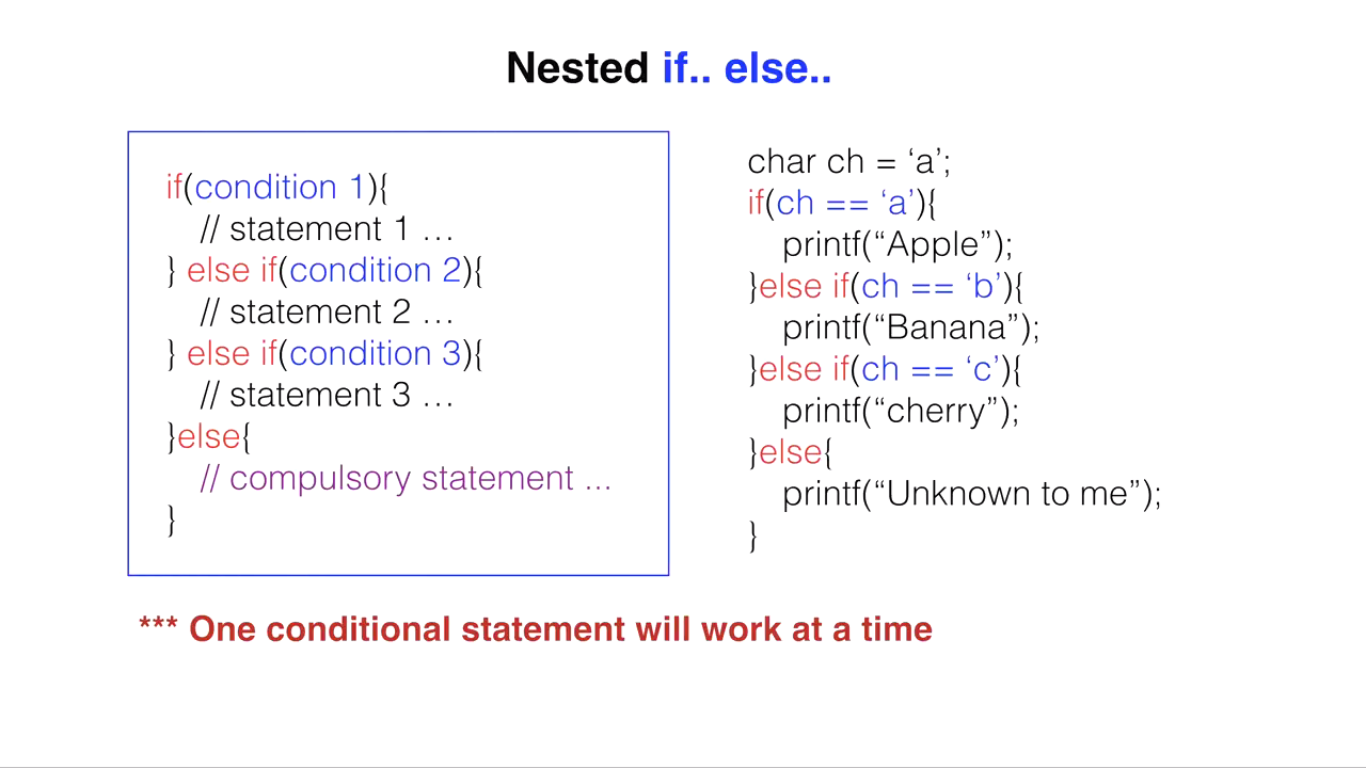 Nested if.. else..
if(condition 1){
// statement 1 …
} else if(condition 2){
// statement 2 …
} else if(condition 3){
// statement 3 …
}else{
// compulsory statement ...
}
char ch = ‘a’;
if(ch == ‘a’){
printf(“Apple”);
}else if(ch == ‘b’){
printf(“Banana”);
}else if(ch == ‘c’){
printf(“cherry”);
}else{
printf(“Unknown to me”);
}
*** One conditional statement will work at a time